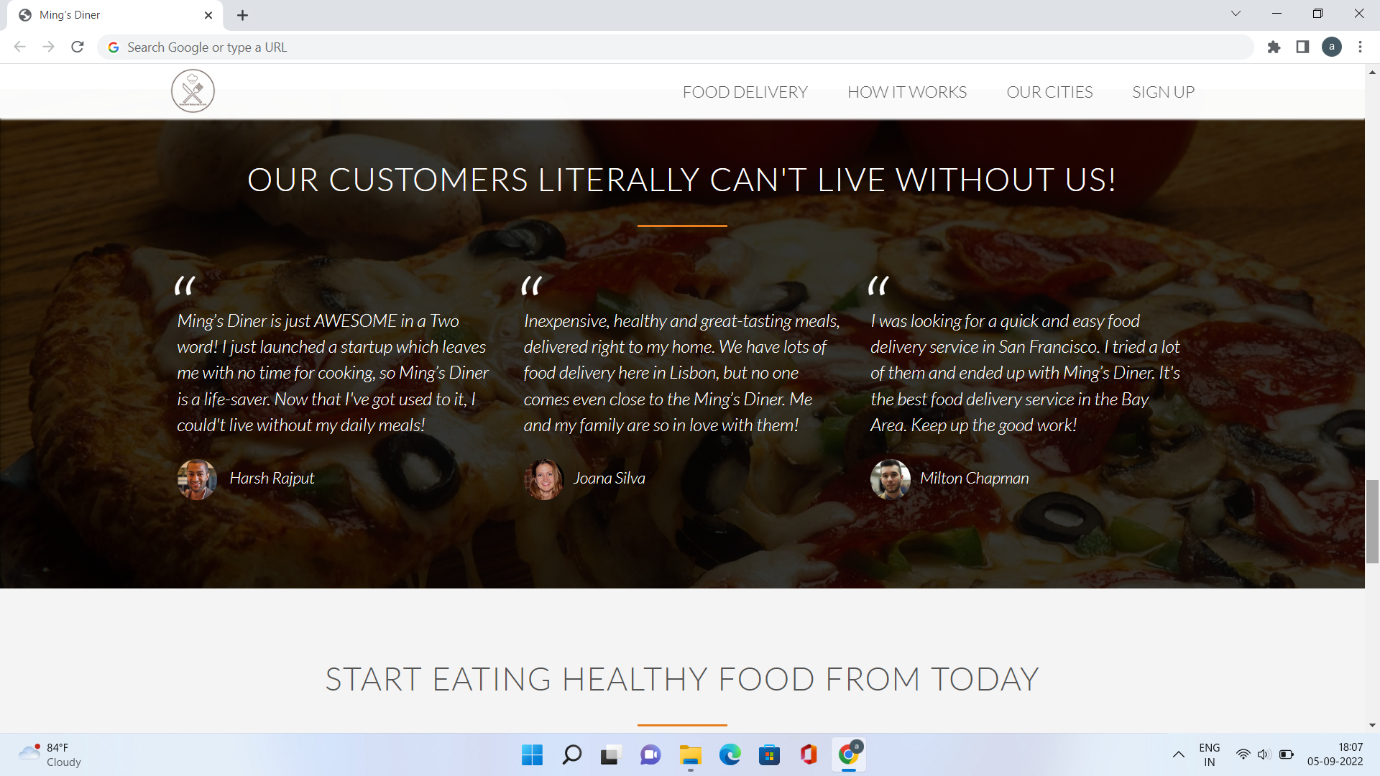 Ming's Diner
Search Google or type a URL
a
FOOD DELIVERY HOW IT WORKS OUR CITIES SIGN UP
OUR CUSTOMERS LITERALLY CAN'T LIVE WITHOUT US!
“
Ming's Diner is just AWESOME in a Two
word! I just launched a startup which leaves
me with no time for cooking, so Ming's Diner
is a life-saver. Now that I've got used to it, I
couldn't live without my daily meals!
Harsh Rajput
“
Inexpensive, healthy and great-tasting meals,
delivered right to my home. We have lots of
food delivery here in Lisbon, but no one
comes even close to the Ming's Diner. Me
and my family are so in love with them!
Joana Silva
“
I was looking for a quick and easy food
delivery service in San Francisco. I tried a lot
of them and ended up with Ming's Diner. It's
the best food delivery service in the Bay
Area. Keep up the good work!
Milton Chapman
START EATING HEALTHY FOOD FROM TODAY
84°F
Cloudy
a
ENG
IN
18:07
05-09-2022